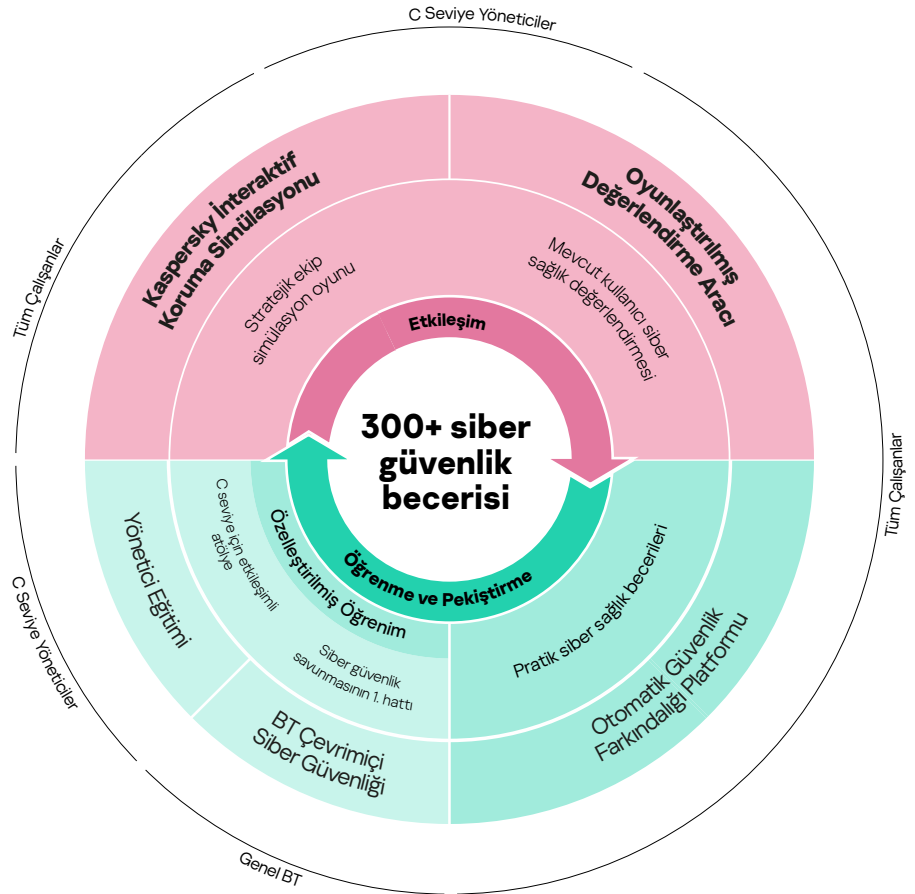 C Seviye Yöneticiler
Tüm Çalışanlar
Kaspersky İnteraktif
Koruma Simülasyonu
Oyunlaştırılmış
Değerlendirme Aracı
Stratejik ekip
simülasyon oyunu
Mevcut kullanıcı siber
sağlık değerlendirmesi
Etkileşim
300+ siber
güvenlik
becerisi
Tüm Çalışanlar
Öğrenme ve Pekiştirme
Özelleştirilmiş Öğrenim
C seviye için etkileşimli
atölye
Yönetici Eğitimi
Siber güvenlik
savunmasının 1. hattı
Pratik siber sağlık becerileri
BT Çevrimiçi
Siber Güvenliği
Otomatik Güvenlik
Farkındalığı Platformu
C Seviye Yöneticiler
Genel BT